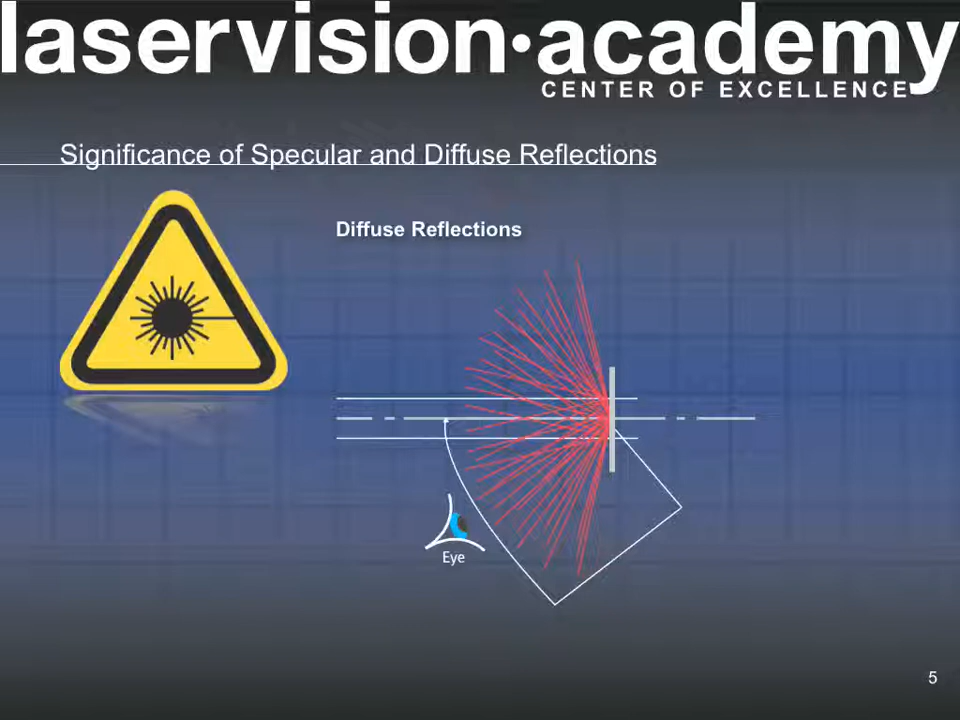 laservision·academy
CENTER OF EXCELLENCE
Significance of Specular and Diffuse Reflections
Diffuse Reflections
Eye
5